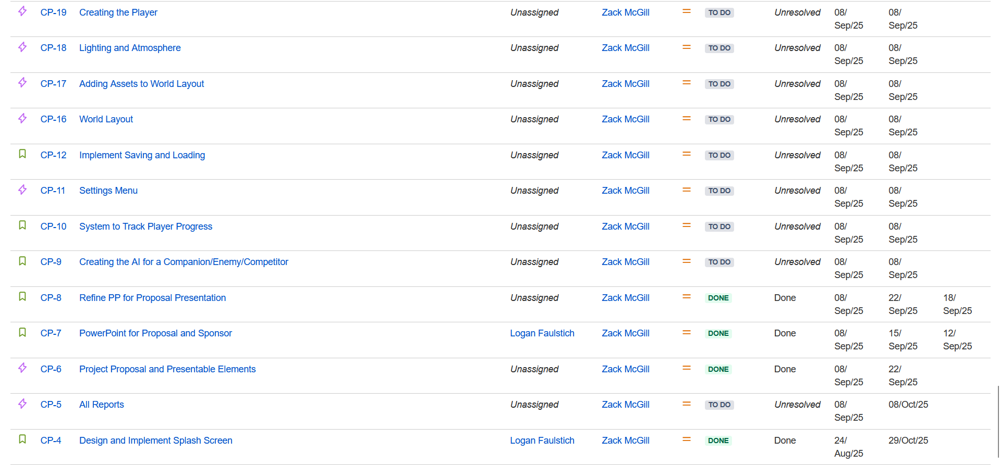 CP-19 Creating the Player Unassigned Zack McGill TO DO Unresolved 08/ 08/
Sep/25 Sep/25
CP-18 Lighting and Atmosphere Unassigned Zack McGill TO DO Unresolved 08/ 08/
Sep/25 Sep/25
CP-17 Adding Assets to World Layout Unassigned Zack McGill TO DO Unresolved 08/ 08/
Sep/25 Sep/25
CP-16 World Layout Unassigned Zack McGill TO DO Unresolved 08/ 08/
Sep/25 Sep/25
CP-12 Implement Saving and Loading Unassigned Zack McGill TO DO Unresolved 08/ 08/
Sep/25 Sep/25
CP-11 Settings Menu Unassigned Zack McGill TO DO Unresolved 08/ 08/
Sep/25 Sep/25
CP-10 System to Track Player Progress Unassigned Zack McGill TO DO Unresolved 08/ 08/
Sep/25 Sep/25
CP-9 Creating the AI for a Companion/Enemy/Competitor Unassigned Zack McGill TO DO Unresolved 08/ 08/
Sep/25 Sep/25
CP-8 Refine PP for Proposal Presentation Unassigned Zack McGill DONE Done 08/ 22/ 18/
Sep/25 Sep/25 Sep/25
CP-7 PowerPoint for Proposal and Sponsor Logan Faulstich Zack McGill DONE Done 08/ 15/ 12/
Sep/25 Sep/25 Sep/25
CP-6 Project Proposal and Presentable Elements Unassigned Zack McGill DONE Done 08/ 22/
Sep/25 Sep/25
CP-5 All Reports Unassigned Zack McGill TO DO Unresolved 08/ 08/Oct/25
Sep/25
CP-4 Design and Implement Splash Screen Logan Faulstich Zack McGill DONE Done 24/ 29/Oct/25
Aug/25